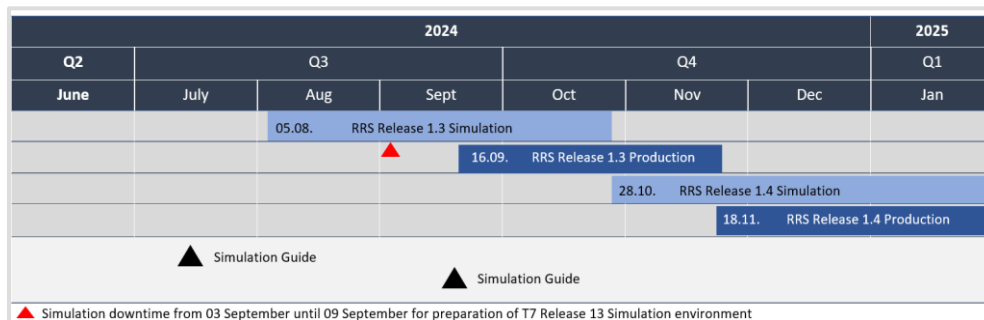 2024 2025
Q2 Q3 Q4 Q1
June July Aug Sept Oct Nov Dec Jan
05.08. RRS Release 1.3 Simulation
16.09. RRS Release 1.3 Production
28.10. RRS Release 1.4 Simulation
18.11. RRS Release 1.4 Production
Simulation Guide
Simulation Guide
Simulation downtime from 03 September until 09 September for preparation of T7 Release 13 Simulation environment